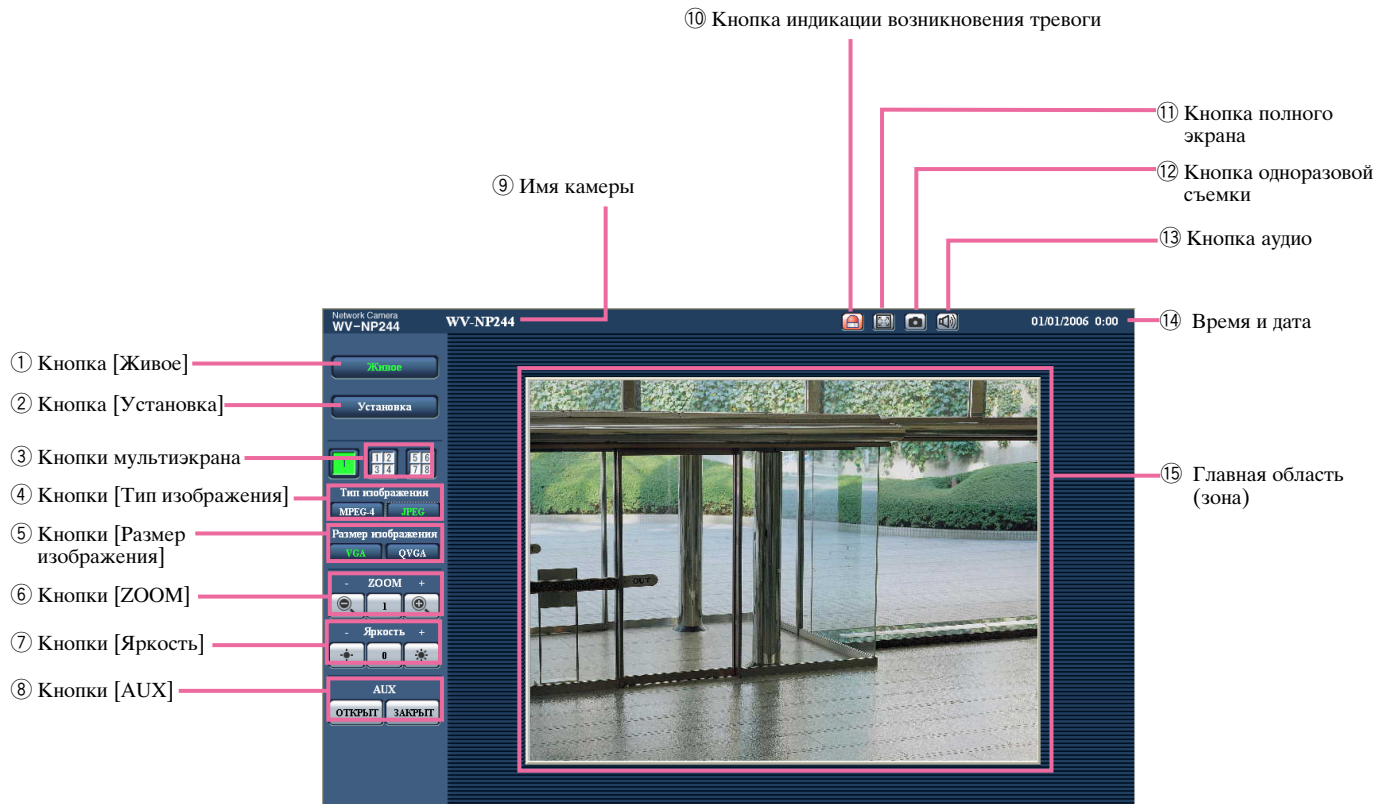 ⑩ Кнопка индикации возникновения тревоги
⑪ Кнопка полного
экрана
⑫ Кнопка одноразовой
съемки
⑨ Имя камеры
⑬ Кнопка аудио
Network Camera
WV-NP244
WV-NP244
01/01/2006 0:00
⑭ Время и дата
① Кнопка [Живое]
Живое
② Кнопка [Установка]
Установка
③ Кнопки мультиэкрана
1
1 2
3 4
5 6
7 8
④ Кнопки [Тип изображения]
Тип изображения
MPEG-4 JPEG
⑤ Кнопки [Размер
изображения]
Размер изображения
VGA QVGA
⑥ Кнопки [ZOOM]
- ZOOM +
1
⑦ Кнопки [Яркость]
- Яркость +
0
⑧ Кнопки [AUX]
AUX
ОТКРЫТ ЗАКРЫТ
OUT
⑮ Главная область
(зона)